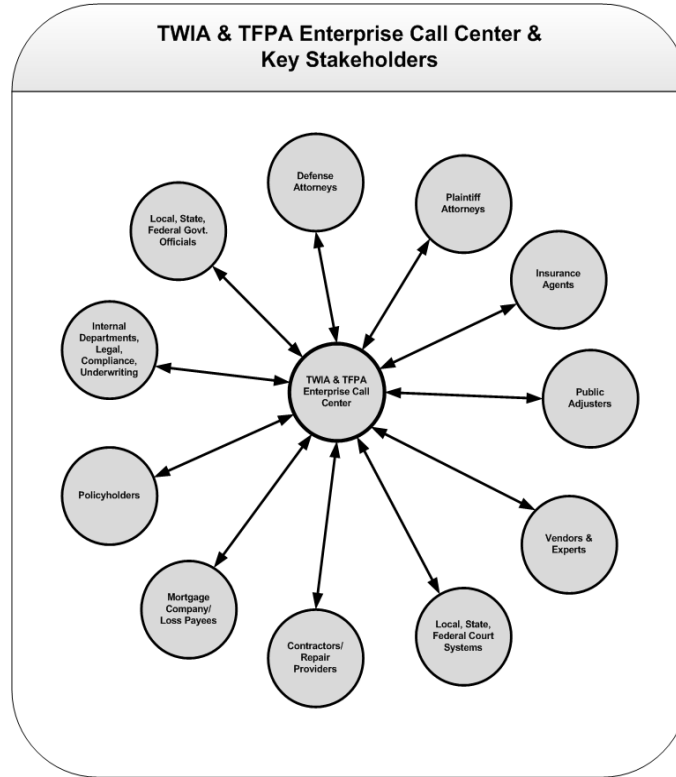 TWIA & TFPA Enterprise Call Center &
Key Stakeholders
Defense
Attorneys
Plaintiff
Attorneys
Local, State,
Federal Govt.
Officials
Insurance
Agents
Internal
Departments,
Legal,
Compliance,
Underwriting
TWIA & TFPA
Enterprise Call
Center
Public
Adjusters
Policyholders
Vendors &
Experts
Mortgage
Company/
Loss Payees
Contractors/
Repair
Providers
Local, State,
Federal Court
Systems